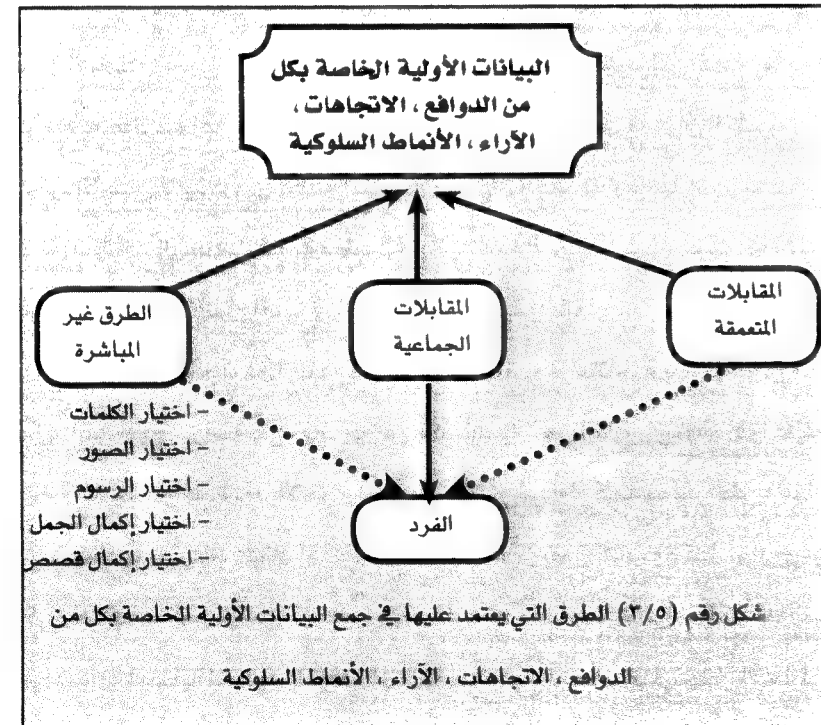 البيانات الأولية الخاصة بكل
من الدوافع ، الاتجاهات ،
الآراء ، الأنماط السلوكية
المقابلات
المتعمقة
المقابلات
الجماعية
الطرق غير
المباشرة
- اختيار الكلمات
- اختيار الصور
- اختيار الرسوم
- اختيار إكمال الجمل
- اختيار إكمال قصص
الفرد
شكل رقم (٣/٥) الطرق التي يعتمد عليها في جمع البيانات الأولية الخاصة بكل من
الدوافع ، الاتجاهات ، الآراء ، الأنماط السلوكية